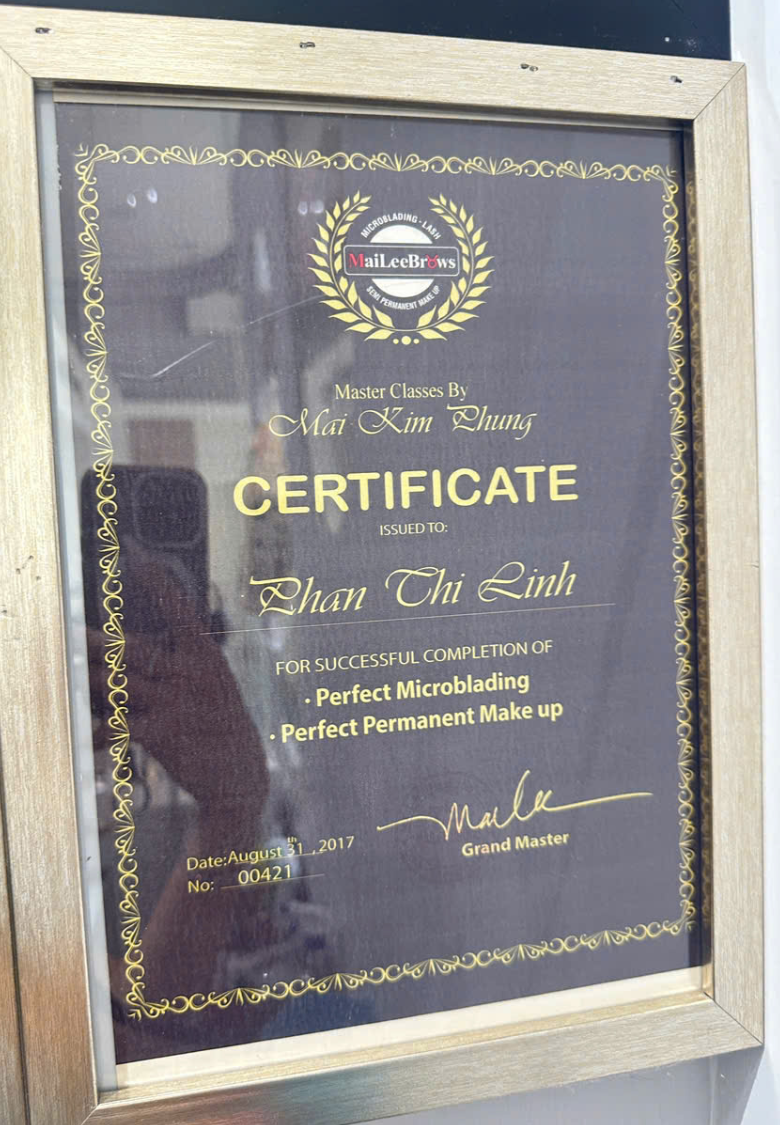 MICROBLADING - LASH
MaiLeeBrows
SEMI PERMANENT MAKE UP
Master Classes By
Mai Kim Phung
CERTIFICATE
ISSUED TO:
Phan Thi Linh
FOR SUCCESSFUL COMPLETION OF
· Perfect Microblading
· Perfect Permanent Make up
MaiLee
Grand Master
Date: August 31th, 2017
No: 00421